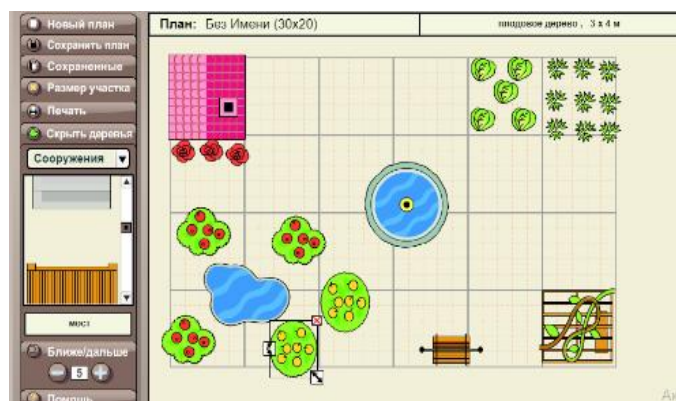 Новый план
Сохранить план
Сохраненные
Размер участка
Печать
Скрыть деревья
Сооружения
мост
Ближе/дальше
5
Помощь
План: Без Имени (30x20)
плодовое дерево , 3 x 4 м